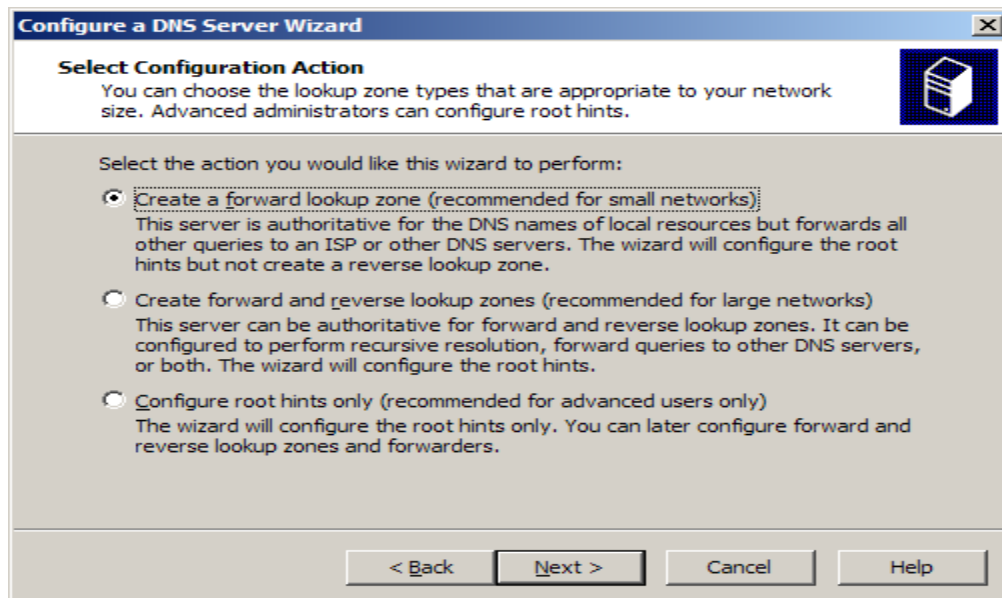 Configure a DNS Server Wizard
Select Configuration Action
You can choose the lookup zone types that are appropriate to your network
size. Advanced administrators can configure root hints.
Select the action you would like this wizard to perform:
Create a forward lookup zone (recommended for small networks)
This server is authoritative for the DNS names of local resources but forwards all
other queries to an ISP or other DNS servers. The wizard will configure the root
hints but not create a reverse lookup zone.
Create forward and reverse lookup zones (recommended for large networks)
This server can be authoritative for forward and reverse lookup zones. It can be
configured to perform recursive resolution, forward queries to other DNS servers,
or both. The wizard will configure the root hints.
Configure root hints only (recommended for advanced users only)
The wizard will configure the root hints only. You can later configure forward and
reverse lookup zones and forwarders.
< Back Next > Cancel Help